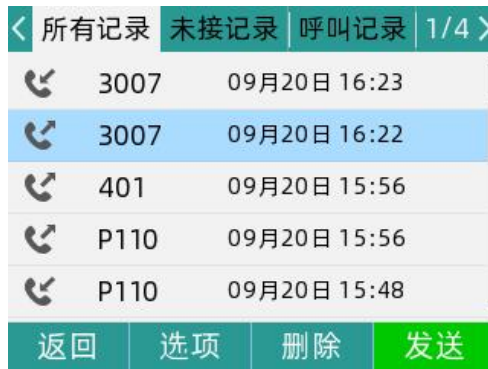 所有记录 未接记录 呼叫记录 1/4
3007 09月20日 16:23
3007 09月20日 16:22
401 09月20日 15:56
P110 09月20日 15:56
P110 09月20日 15:48
返回 选项 删除 发送